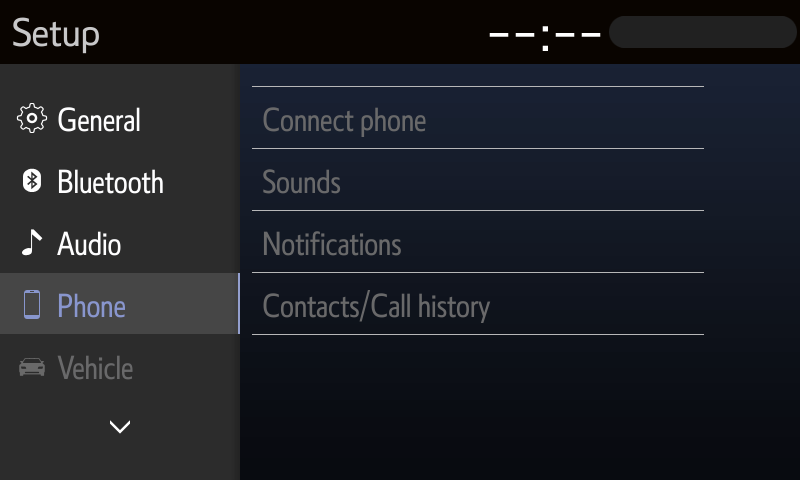 Setup
--:--
General
Bluetooth
Audio
Phone
Vehicle
Connect phone
Sounds
Notifications
Contacts/Call history